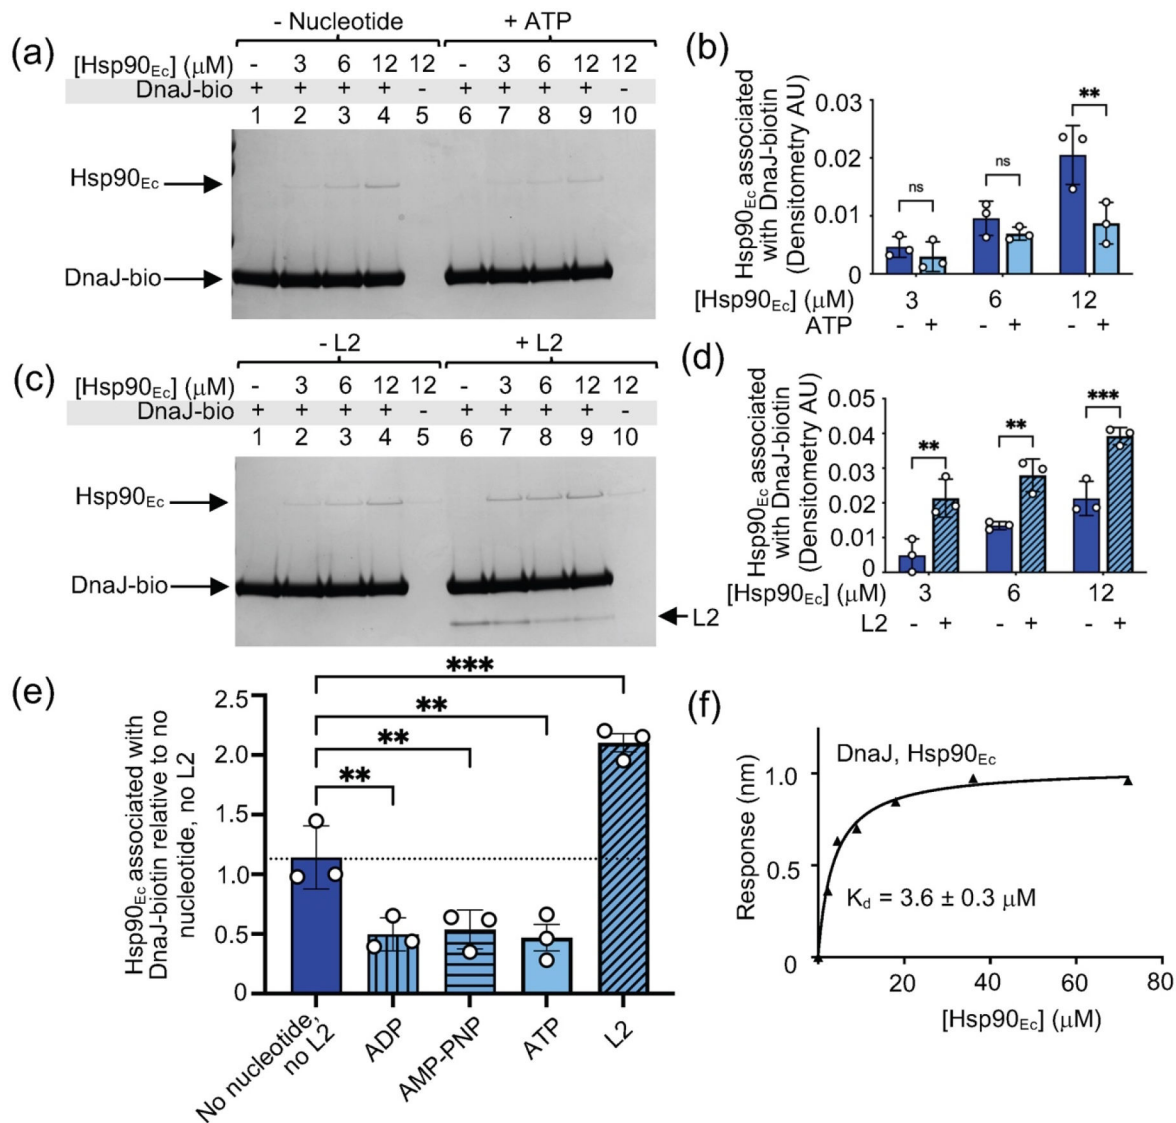 (a)
- Nucleotide + ATP
[Hsp90Ec] (μM) - 3 6 12 12 - 3 6 12 12
DnaJ-bio + + + + - + + + + -
1 2 3 4 5 6 7 8 9 10
Hsp90Ec
DnaJ-bio
(b)
Hsp90Ec associated
with DnaJ-biotin
(Densitometry AU)
0.03
0.02
0.01
0
ns ns **
[Hsp90Ec] (μM) 3 6 12
ATP - + - + - +
(c)
- L2 + L2
[Hsp90Ec] (μM) - 3 6 12 12 - 3 6 12 12
DnaJ-bio + + + + - + + + + -
1 2 3 4 5 6 7 8 9 10
Hsp90Ec
DnaJ-bio
L2
(d)
Hsp90Ec associated
with DnaJ-biotin
(Densitometry AU)
0.05
0.04
0.03
0.02
0.01
0
** ** ***
[Hsp90Ec] (μM) 3 6 12
L2 - + - + - +
(e)
Hsp90Ec associated with
DnaJ-biotin relative to no
nucleotide, no L2
2.5
2.0
1.5
1.0
0.5
0
***
**
**
**
No nucleotide,
no L2
ADP
AMP-PNP
ATP
L2
(f)
Response (nm)
1.0
0.5
0
DnaJ, Hsp90Ec
Kd = 3.6 ± 0.3 μM
20 40 60 80
[Hsp90Ec] (μM)